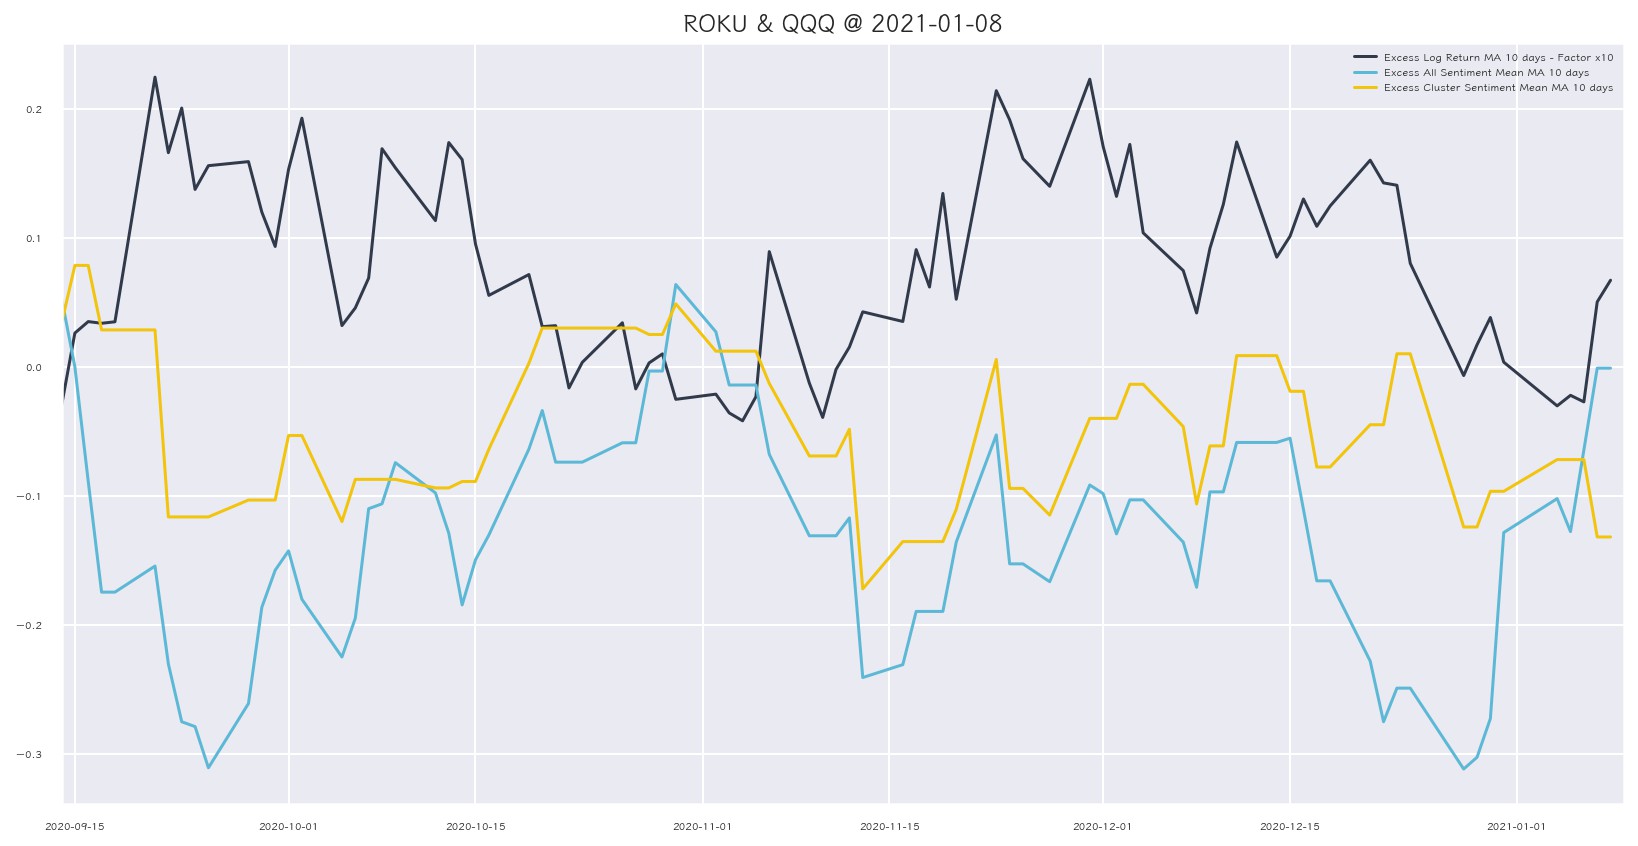 ROKU & QQQ @ 2021-01-08
Excess Log Return MA 10 days - Factor x10
Excess All Sentiment Mean MA 10 days
Excess Cluster Sentiment Mean MA 10 days
0.2
0.1
0.0
−0.1
−0.2
−0.3
2020-09-15 2020-10-01 2020-10-15 2020-11-01 2020-11-15 2020-12-01 2020-12-15 2021-01-01